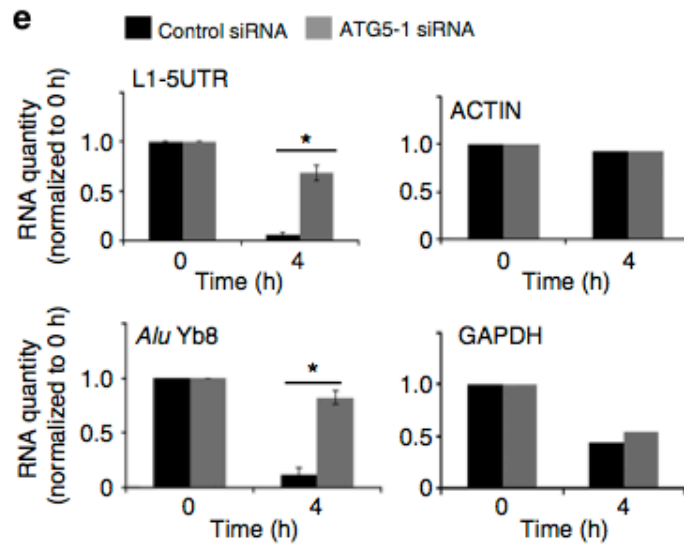 e
Control siRNA ATG5-1 siRNA
L1-5UTR
RNA quantity
(normalized to 0 h)
1.0
0.5
0
*
0 4
Time (h)
ACTIN
1.0
0.5
0
0 4
Time (h)
Alu Yb8
RNA quantity
(normalized to 0 h)
1.0
0.5
0
*
0 4
Time (h)
GAPDH
1.0
0.5
0
0 4
Time (h)